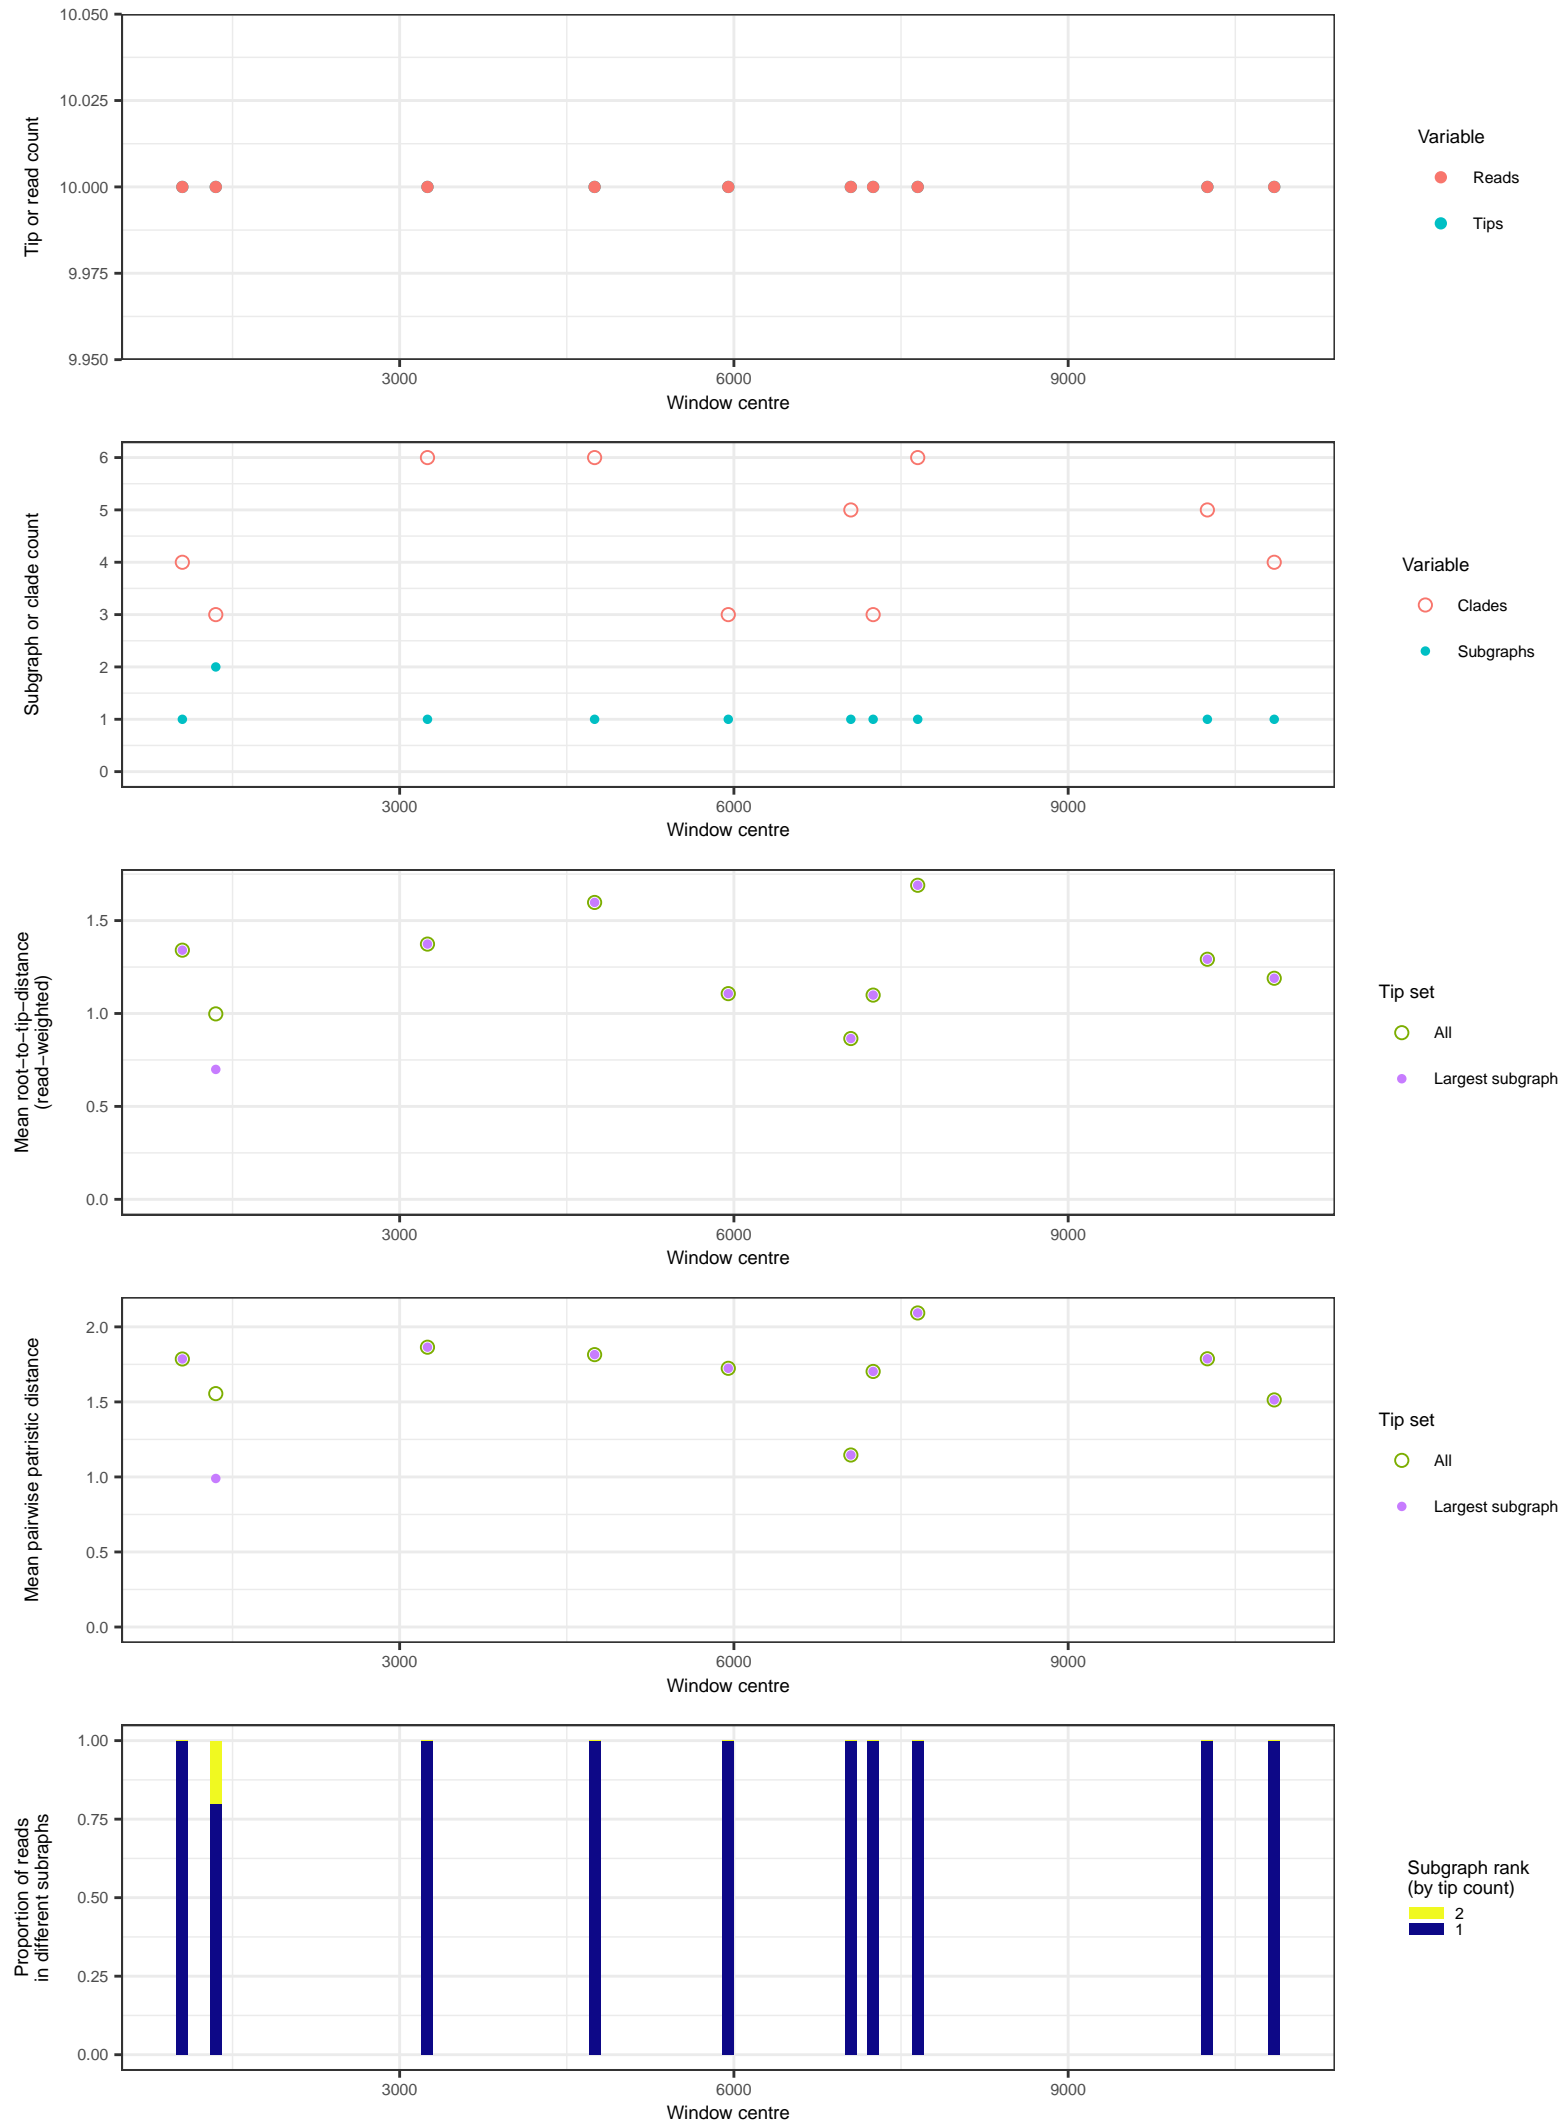 10.050
10.025
10.000
9.975
9.950
Tip or read count
3000
6000
9000
Window centre
Variable
Reads
Tips
6
5
4
3
2
1
0
Subgraph or clade count
3000
6000
9000
Window centre
Variable
Clades
Subgraphs
1.5
1.0
0.5
0.0
Mean root−to−tip−distance
(read−weighted)
3000
6000
9000
Window centre
Tip set
All
Largest subgraph
2.0
1.5
1.0
0.5
0.0
Mean pairwise patristic distance
3000
6000
9000
Window centre
Tip set
All
Largest subgraph
1.00
0.75
0.50
0.25
0.00
Proportion of reads
in different subraphs
3000
6000
9000
Window centre
Subgraph rank
(by tip count)
2
1